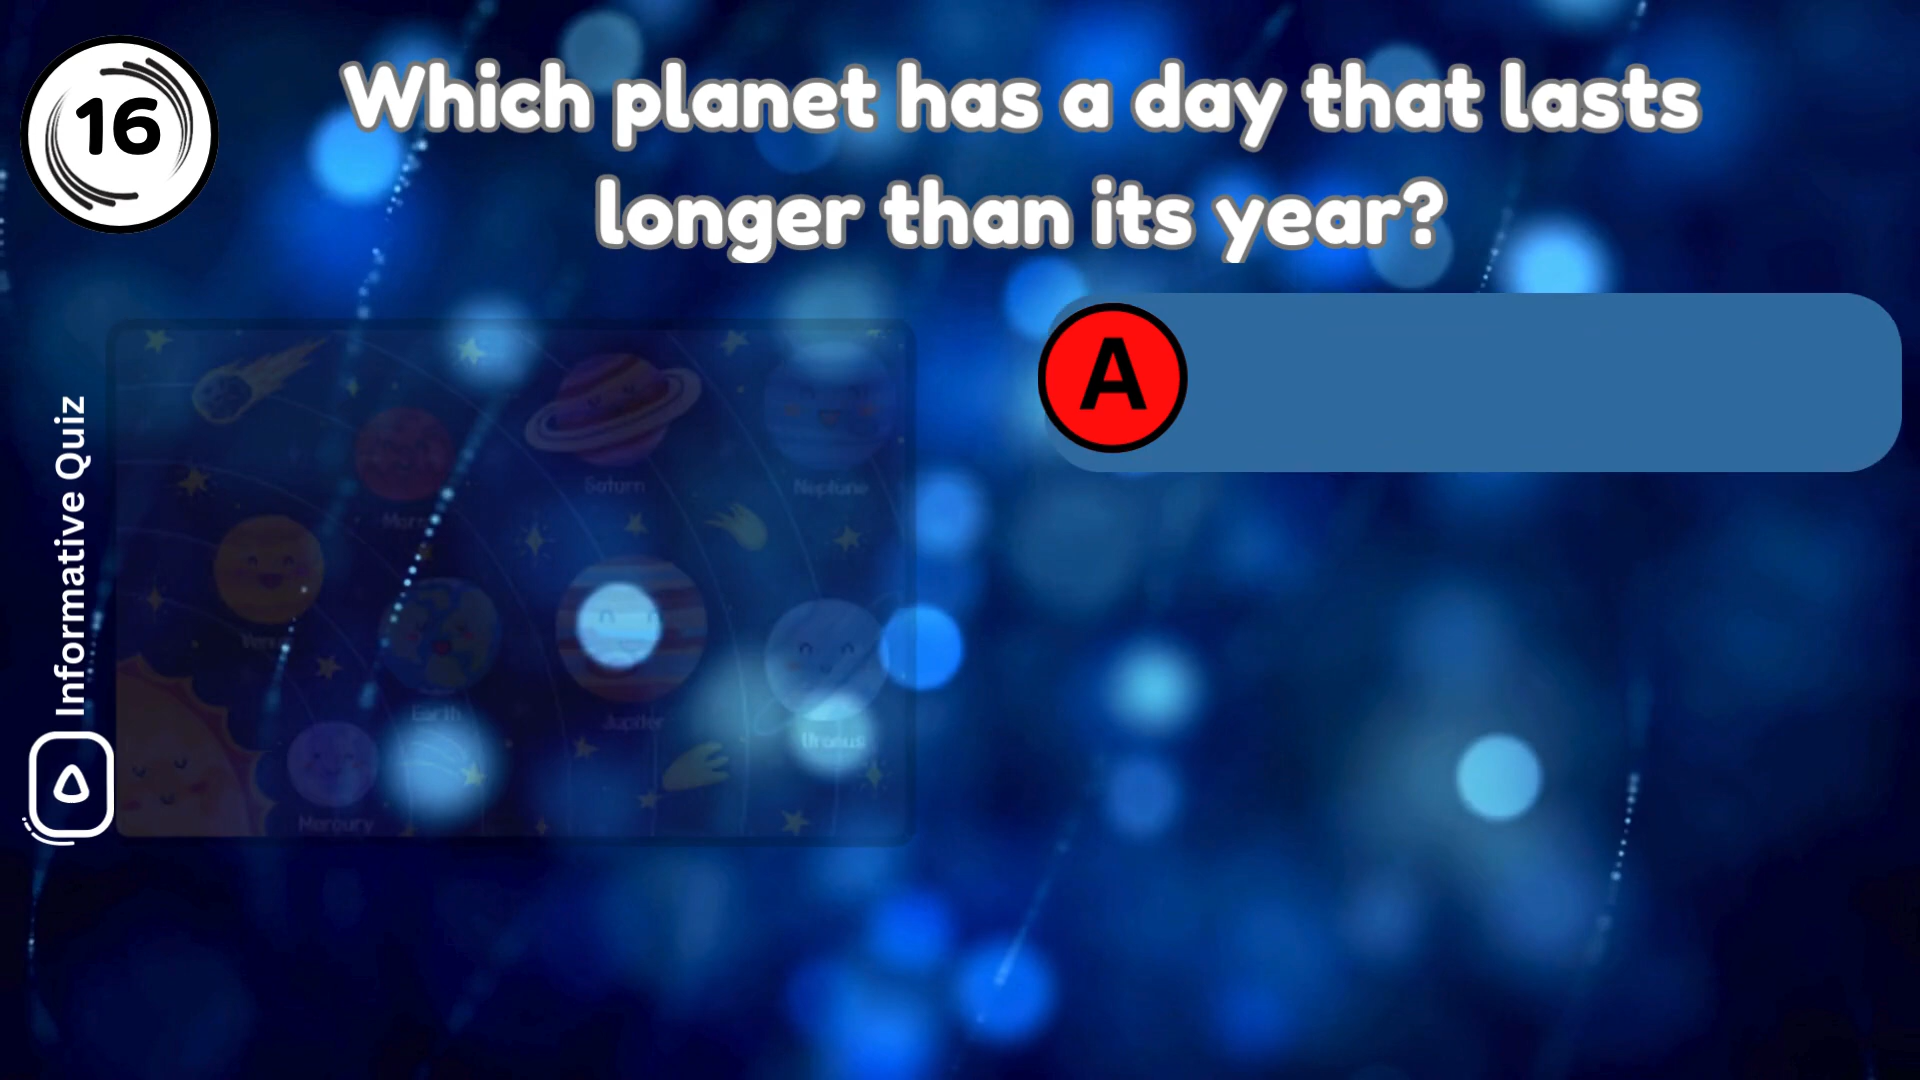 16
Which planet has a day that lasts
longer than its year?
A
Informative Quiz
Saturn
Neptune
Mars
Venus
Earth
Jupiter
Uranus
Mercury